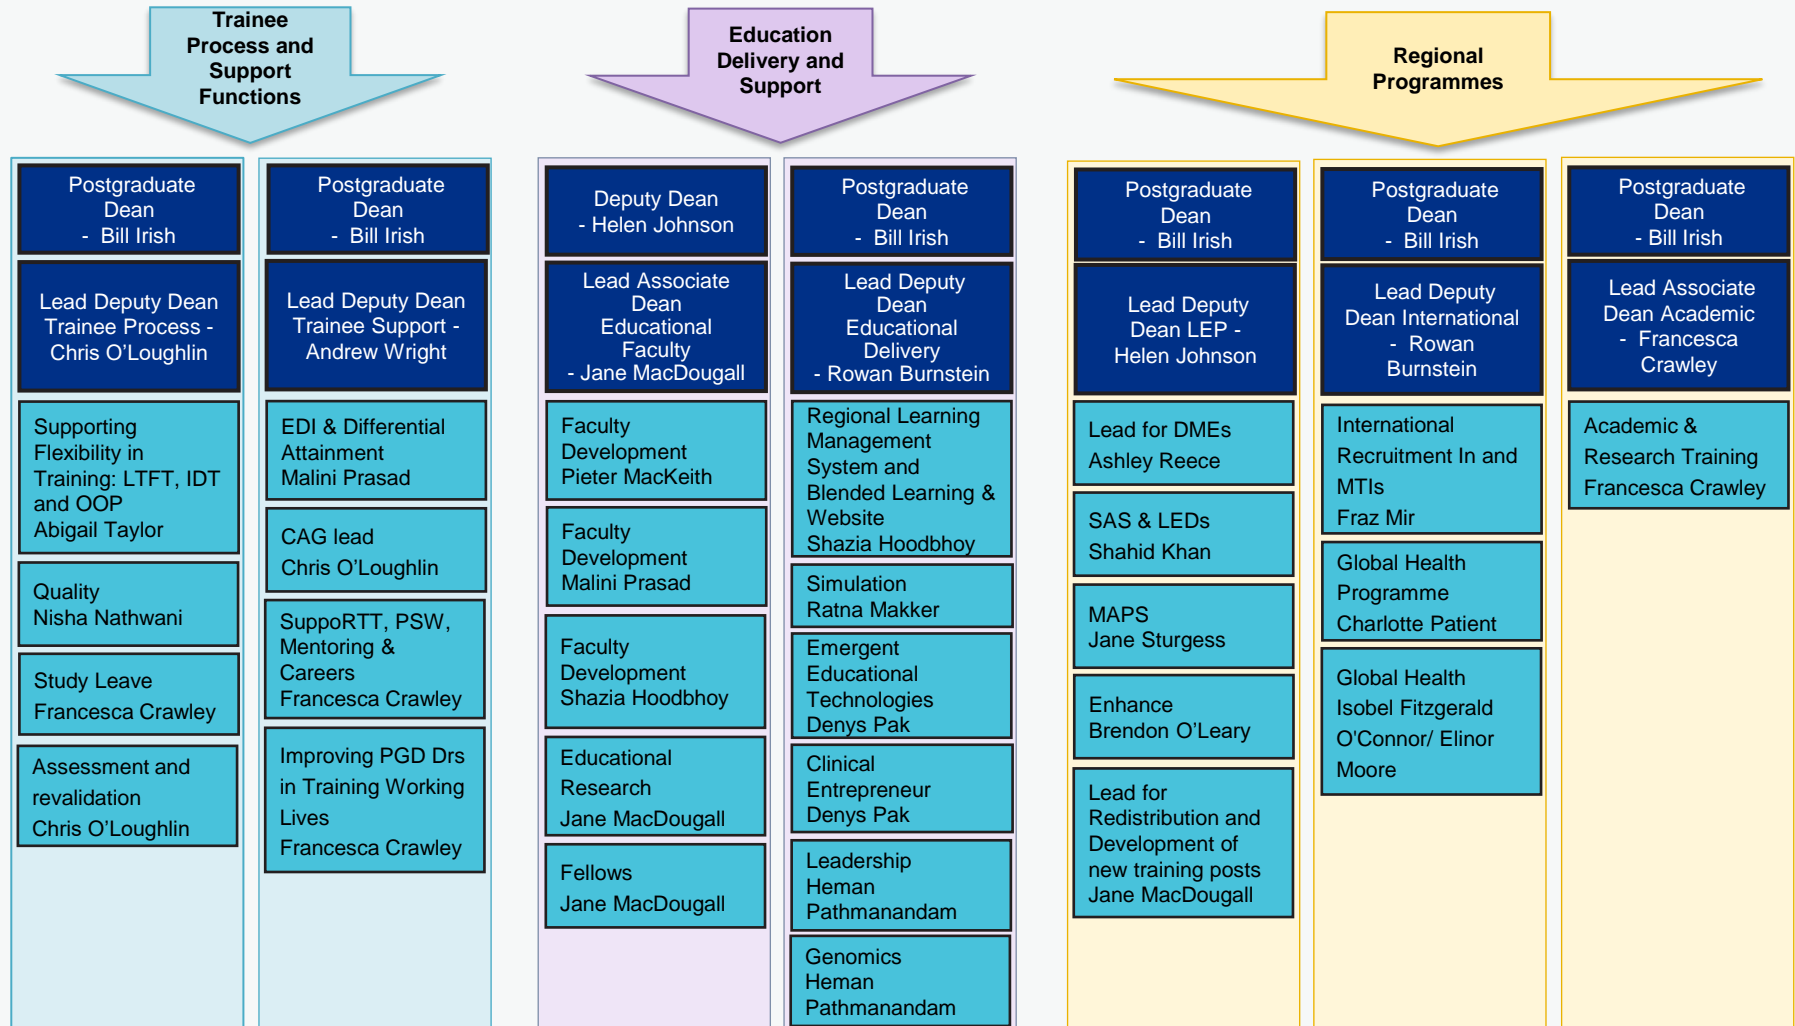 Trainee
Process and
Support
Functions
Postgraduate
Dean
- Bill Irish
Lead Deputy Dean
Trainee Process -
Chris O’Loughlin
Supporting
Flexibility in
Training: LTFT, IDT
and OOP
Abigail Taylor
Quality
Nisha Nathwani
Study Leave
Francesca Crawley
Assessment and
revalidation
Chris O’Loughlin
Postgraduate
Dean
- Bill Irish
Lead Deputy Dean
Trainee Support -
Andrew Wright
EDI & Differential
Attainment
Malini Prasad
CAG lead
Chris O’Loughlin
SuppoRTT, PSW,
Mentoring &
Careers
Francesca Crawley
Improving PGD Drs
in Training Working
Lives
Francesca Crawley
Education
Delivery and
Support
Deputy Dean
- Helen Johnson
Lead Associate
Dean
Educational
Faculty
- Jane MacDougall
Faculty
Development
Pieter MacKeith
Faculty
Development
Malini Prasad
Faculty
Development
Shazia Hoodbhoy
Educational
Research
Jane MacDougall
Fellows
Jane MacDougall
Postgraduate
Dean
- Bill Irish
Lead Deputy
Dean
Educational
Delivery
- Rowan Burnstein
Regional Learning
Management
System and
Blended Learning &
Website
Shazia Hoodbhoy
Simulation
Ratna Makker
Emergent
Educational
Technologies
Denys Pak
Clinical
Entrepreneur
Denys Pak
Leadership
Heman
Pathmanandam
Genomics
Heman
Pathmanandam
Regional
Programmes
Postgraduate
Dean
- Bill Irish
Lead Deputy
Dean LEP -
Helen Johnson
Lead for DMEs
Ashley Reece
SAS & LEDs
Shahid Khan
MAPS
Jane Sturgess
Enhance
Brendon O’Leary
Lead for
Redistribution and
Development of
new training posts
Jane MacDougall
Postgraduate
Dean
- Bill Irish
Lead Deputy
Dean International
- Rowan
Burnstein
International
Recruitment In and
MTIs
Fraz Mir
Global Health
Programme
Charlotte Patient
Global Health
Isobel Fitzgerald
O'Connor/ Elinor
Moore
Postgraduate
Dean
- Bill Irish
Lead Associate
Dean Academic
- Francesca
Crawley
Academic &
Research Training
Francesca Crawley